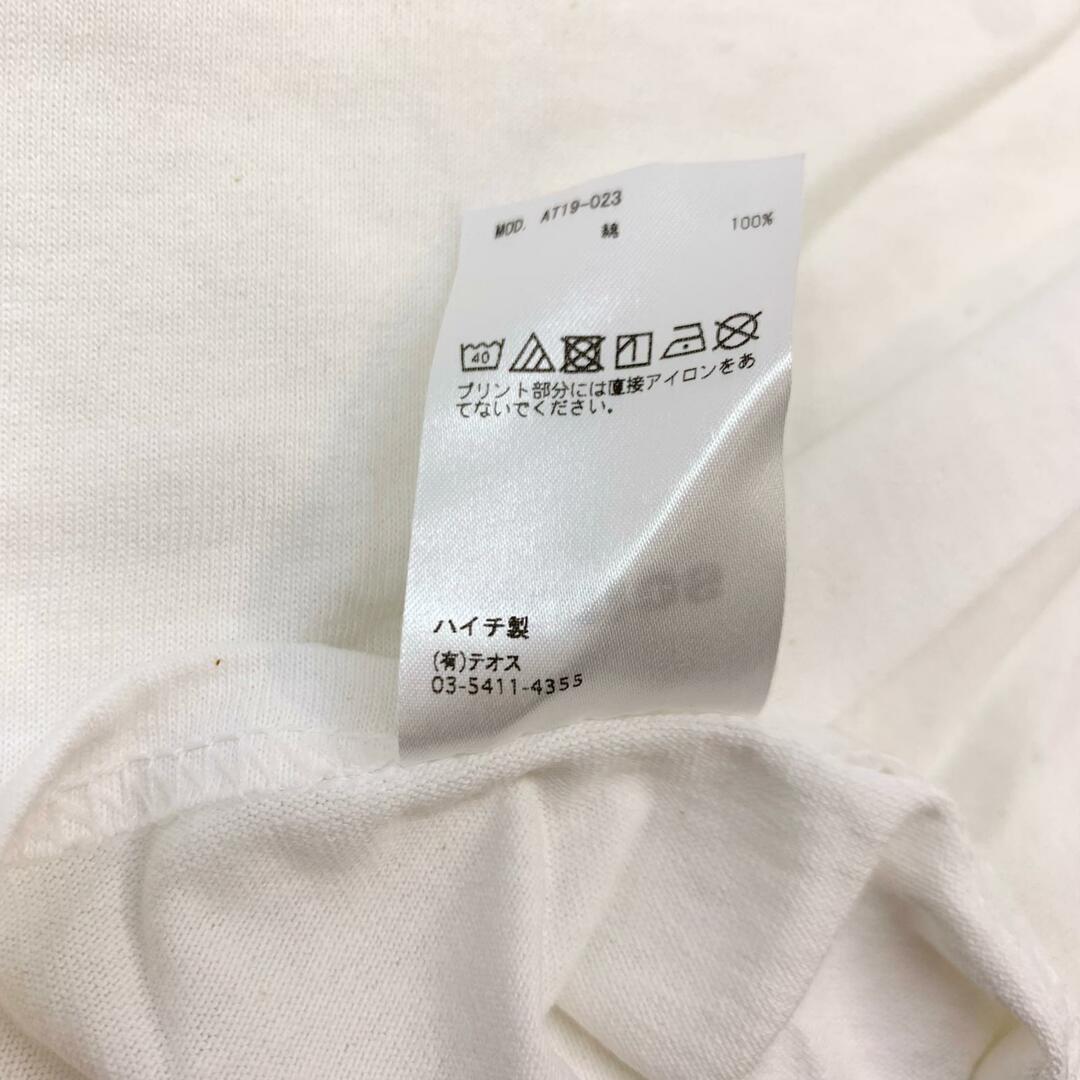 MOD. AT19-023
綿 100%
40
プリント部分には直接アイロンをあ
てないでください。
ハイチ製
(有)テオス
03-5411-4355